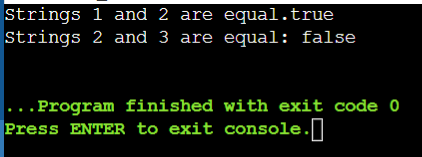 Strings 1 and 2 are equal.true
Strings 2 and 3 are equal: false
...Program finished with exit code 0
Press ENTER to exit console.